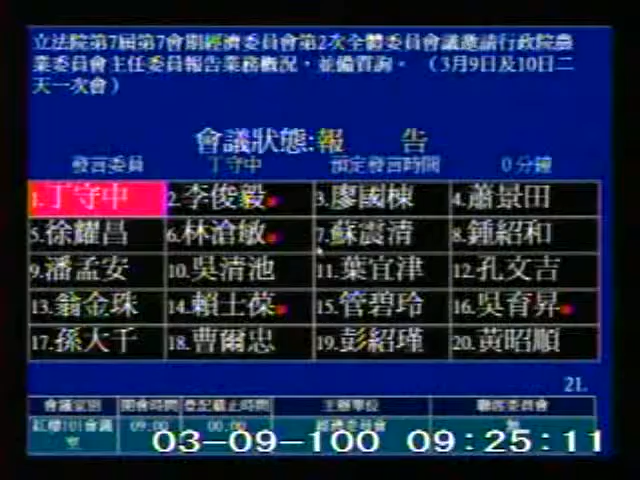 立法院第7屆第7會期經濟委員會第2次全體委員會議邀請行政院農
業委員會主任委員報告業務概況，並備質詢。（3月9日及10日二
天一次會）
會議狀態:報 告
發言委員 丁守中 預定發言時間 0分鐘
1.丁守中 2.李俊毅 3.廖國棟 4.蕭景田
5.徐耀昌 6.林滄敏 7.蘇震清 8.鍾紹和
9.潘孟安 10.吳清池 11.葉宜津 12.孔文吉
13.翁金珠 14.賴士葆 15.管碧玲 16.吳育昇
17.孫大千 18.曹爾忠 19.彭紹瑾 20.黃昭順
21.
會議室別 開會時間 登記截止時間 主辦單位 聯席委員會
紅樓101會議 09:00 00:00 經濟委員會 無
室
03-09-100 09:25:11